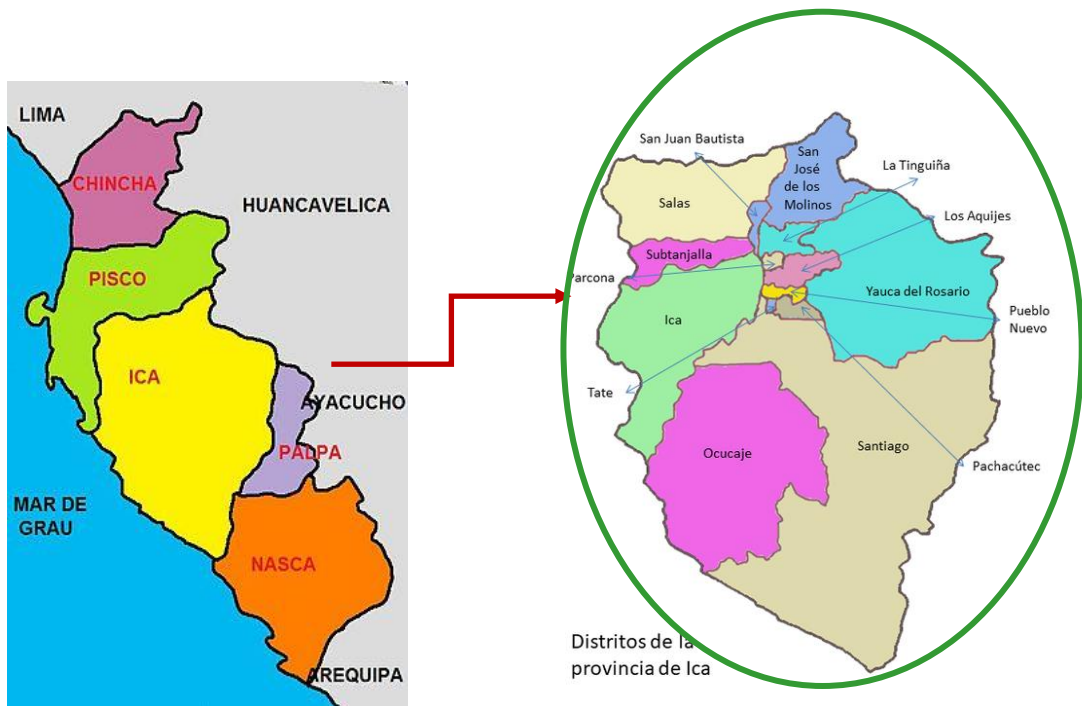 LIMA
CHINCHA
HUANCAVELICA
PISCO
ICA
AYACUCHO
PALPA
MAR DE
GRAU
NASCA
AREQUIPA
San Juan Bautista
San
José
de los
Molinos
La Tinguiña
Salas
Los Aquijes
Subtanjalla
Parcona
Yauca del Rosario
Ica
Pueblo
Nuevo
Tate
Santiago
Ocucaje
Pachacútec
Distritos de la
provincia de Ica